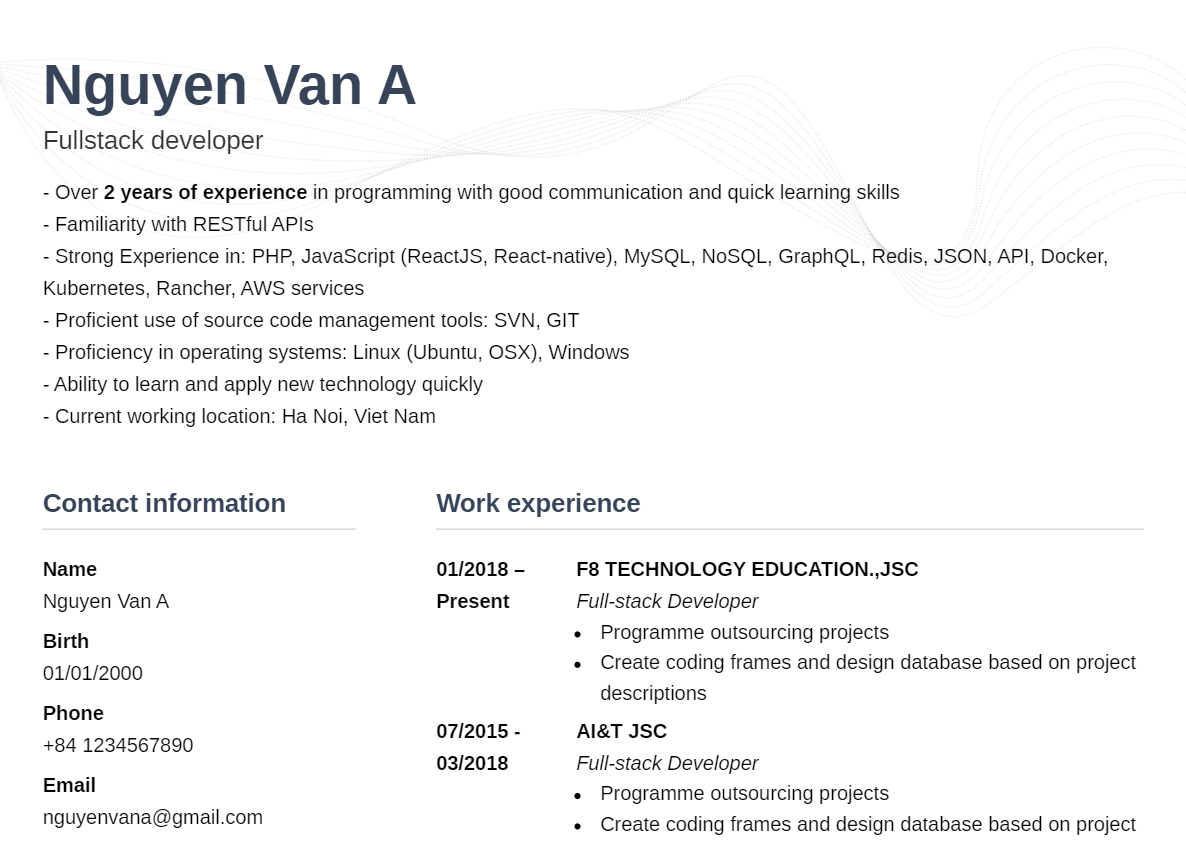 Nguyen Van A
Fullstack developer
- Over 2 years of experience in programming with good communication and quick learning skills
- Familiarity with RESTful APIs
- Strong Experience in: PHP, JavaScript (ReactJS, React-native), MySQL, NoSQL, GraphQL, Redis, JSON, API, Docker,
Kubernetes, Rancher, AWS services
- Proficient use of source code management tools: SVN, GIT
- Proficiency in operating systems: Linux (Ubuntu, OSX), Windows
- Ability to learn and apply new technology quickly
- Current working location: Ha Noi, Viet Nam
Contact information
Name
Nguyen Van A
Birth
01/01/2000
Phone
+84 1234567890
Email
nguyenvana@gmail.com
Work experience
01/2018 –
Present
F8 TECHNOLOGY EDUCATION.,JSC
Full-stack Developer
• Programme outsourcing projects
• Create coding frames and design database based on project
descriptions
07/2015 -
03/2018
AI&T JSC
Full-stack Developer
• Programme outsourcing projects
• Create coding frames and design database based on project